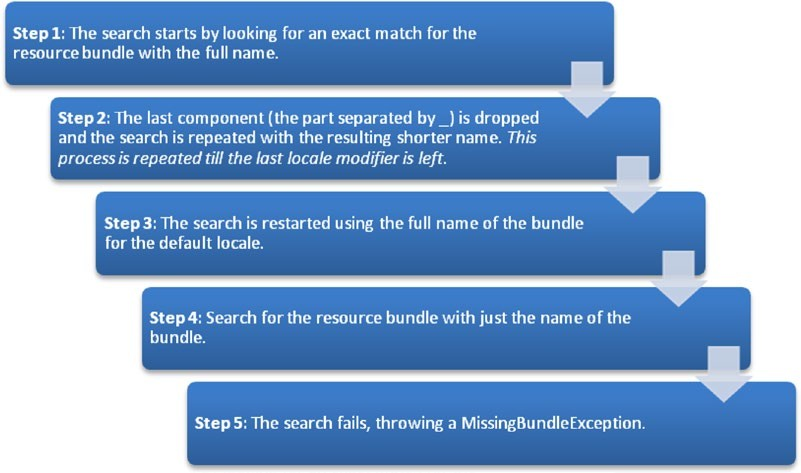 Step 1: The search starts by looking for an exact match for the
resource bundle with the full name.
Step 2: The last component (the part separated by _) is dropped
and the search is repeated with the resulting shorter name. This
process is repeated till the last locale modifier is left.
Step 3: The search is restarted using the full name of the bundle
for the default locale.
Step 4: Search for the resource bundle with just the name of the
bundle.
Step 5: The search fails, throwing a MissingBundleException.